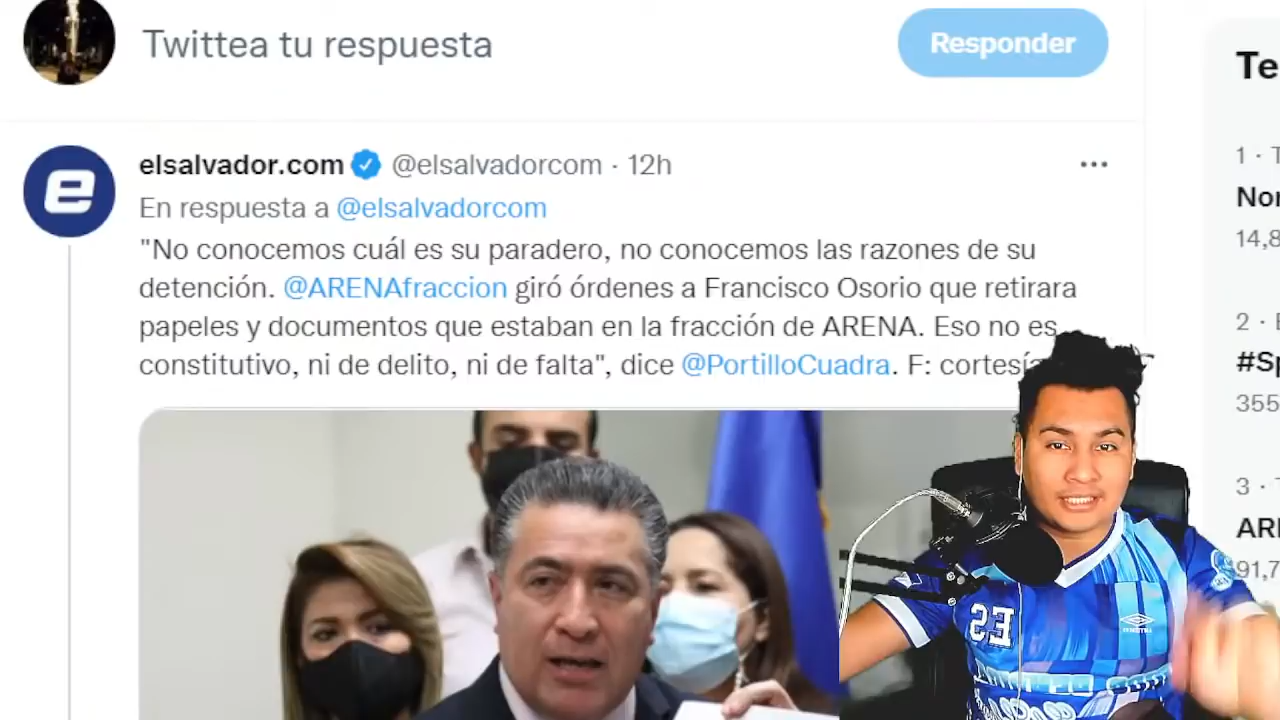 Twittea tu respuesta
Responder
Te
elsalvador.com @elsalvadorcom · 12h
1 · T
En respuesta a @elsalvadorcom
Nor
14,8
"No conocemos cuál es su paradero, no conocemos las razones de su
detención. @ARENAfraccion giró órdenes a Francisco Osorio que retirara
papeles y documentos que estaban en la fracción de ARENA. Eso no es
constitutivo, ni de delito, ni de falta", dice @PortilloCuadra. F: cortesía
2 · E
#Sp
355
3 · T
ARE
91,7